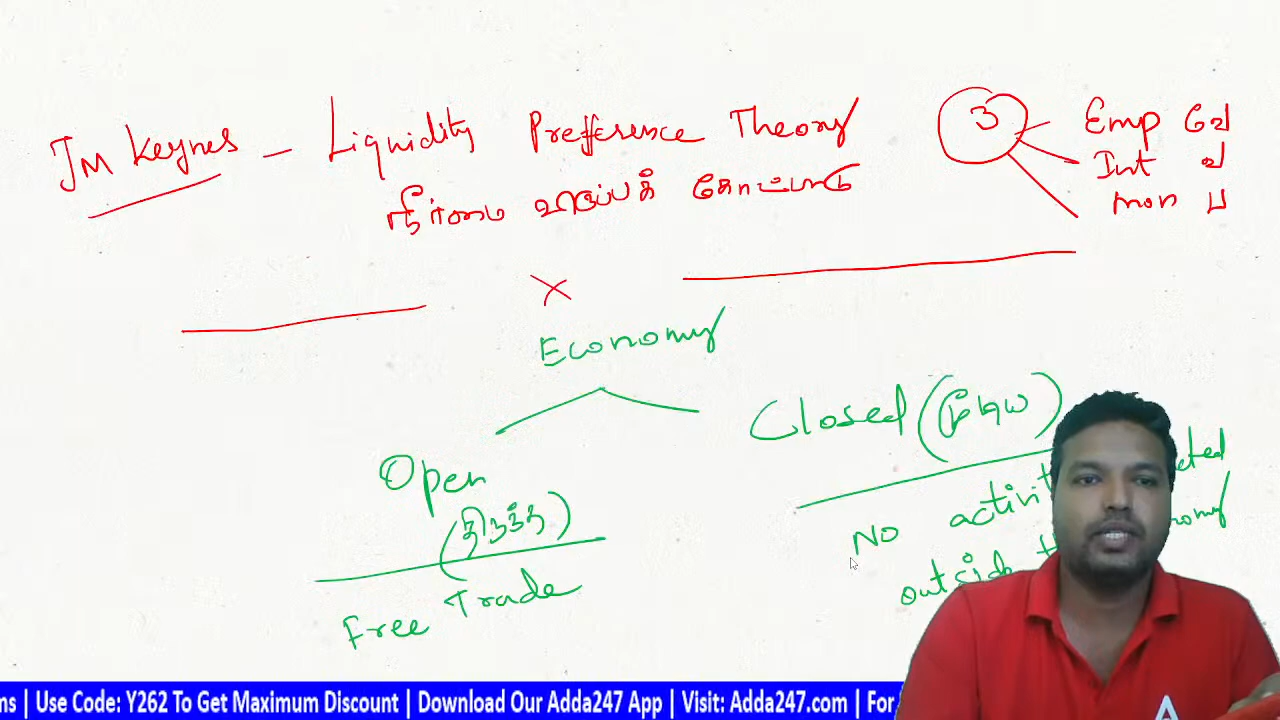 JM Keynes - Liquidity Prefference Theory
நீர்மை விருப்பக் கோட்பாடு
3
Emp வே
Int வ
mon ப
X
Economy
Open
(திறந்த)
Free Trade
Closed (மூடிய)
No
outside
| Use Code: Y262 To Get Maximum Discount | Download Our Adda247 App | Visit: Adda247.com | For
A